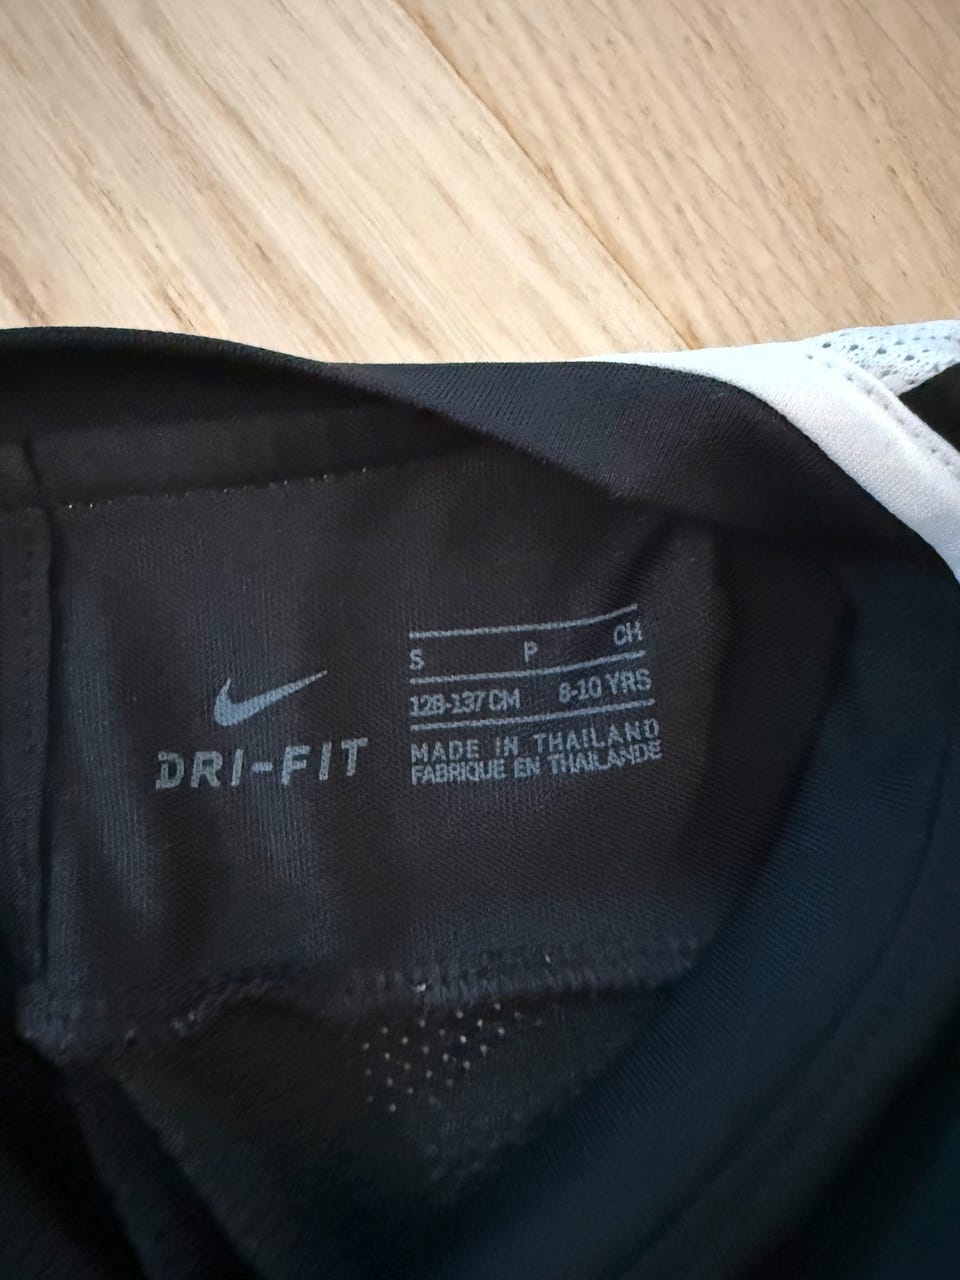 DRI-FIT
S P CH
128-137 CM 8-10 YRS
MADE IN THAILAND
FABRIQUE EN THAILANDE